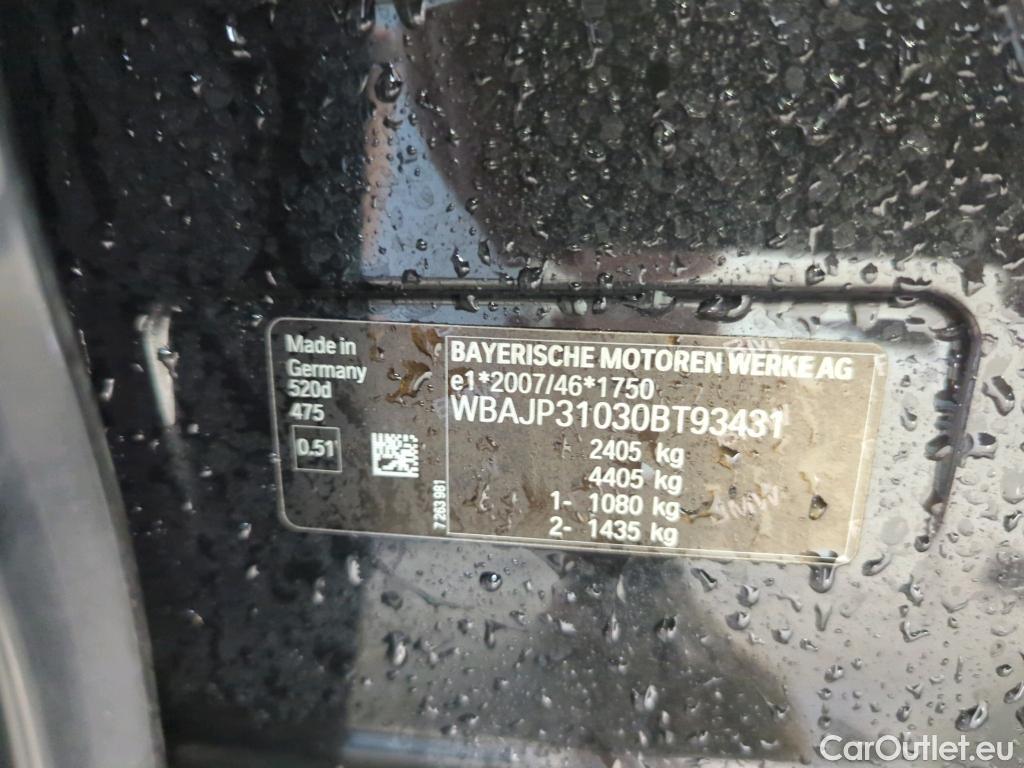 Made in
Germany
520d
475
0.51
7 263 981
BAYERISCHE MOTOREN WERKE AG
e1*2007/46*1750
WBAJP31030BT93431
2405 kg
4405 kg
1- 1080 kg
2- 1435 kg
BMW
CarOutlet.eu